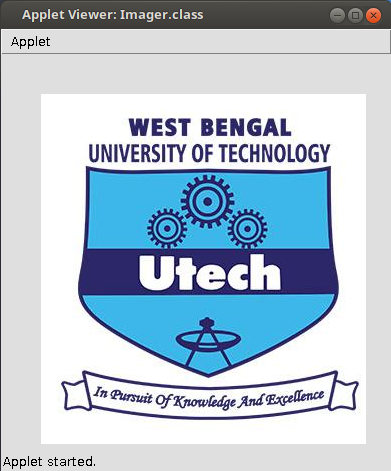 Applet Viewer: Imager.class
Applet
WEST BENGAL
UNIVERSITY OF TECHNOLOGY
Utech
In Pursuit Of Knowledge And Excellence
Applet started.